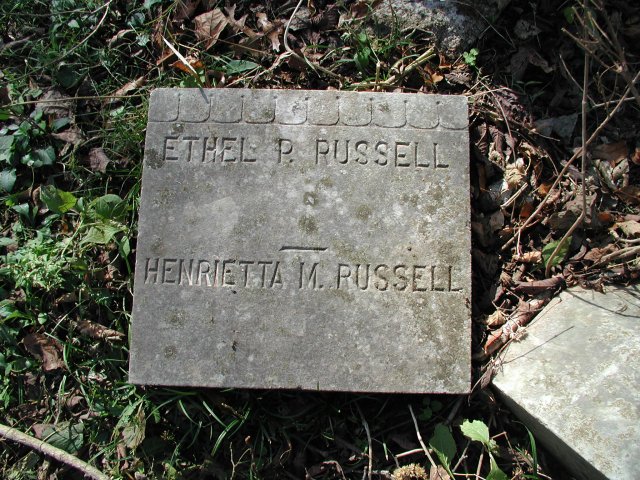 ETHEL P. RUSSELL
HENRIETTA M. RUSSELL